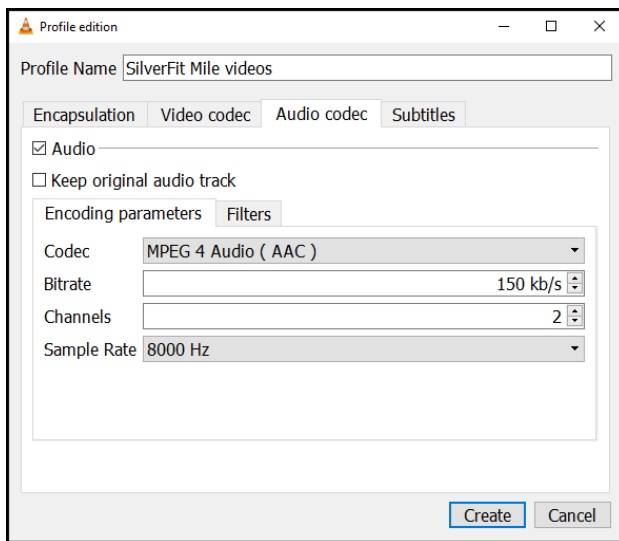 Profile edition
Profile Name SilverFit Mile videos
Encapsulation Video codec Audio codec Subtitles
Audio
Keep original audio track
Encoding parameters Filters
Codec MPEG 4 Audio ( AAC )
Bitrate 150 kb/s
Channels 2
Sample Rate 8000 Hz
Create Cancel